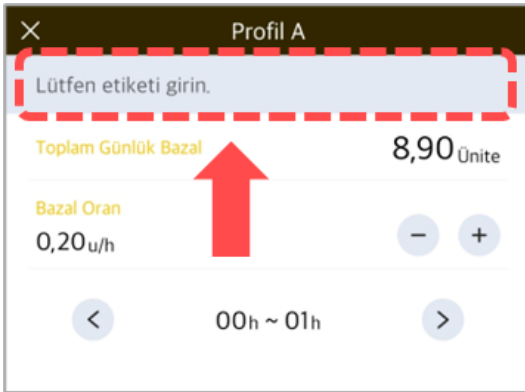 Profil A
Lütfen etiketi girin.
Toplam Günlük Bazal 8,90 Ünite
Bazal Oran
0,20 u/h
00h ~ 01h